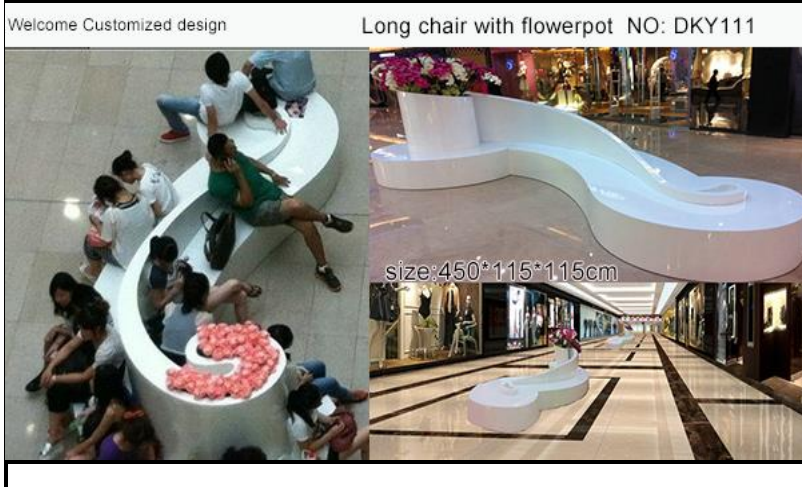 Welcome Customized design
Long chair with flowerpot NO: DKY111
size:450*115*115cm